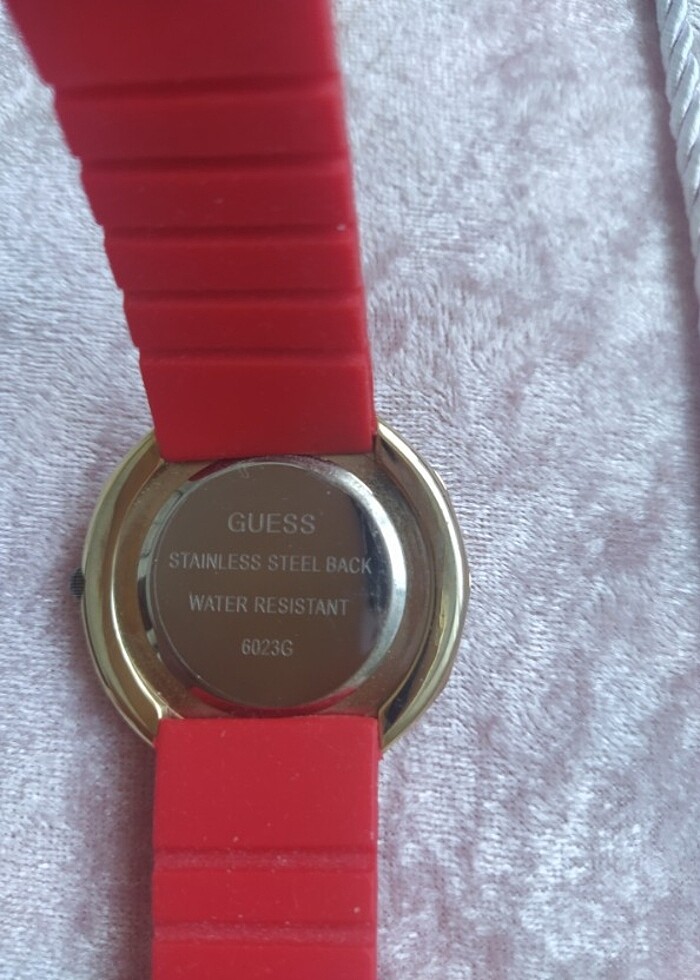 GUESS
STAINLESS STEEL BACK
WATER RESISTANT
6023G